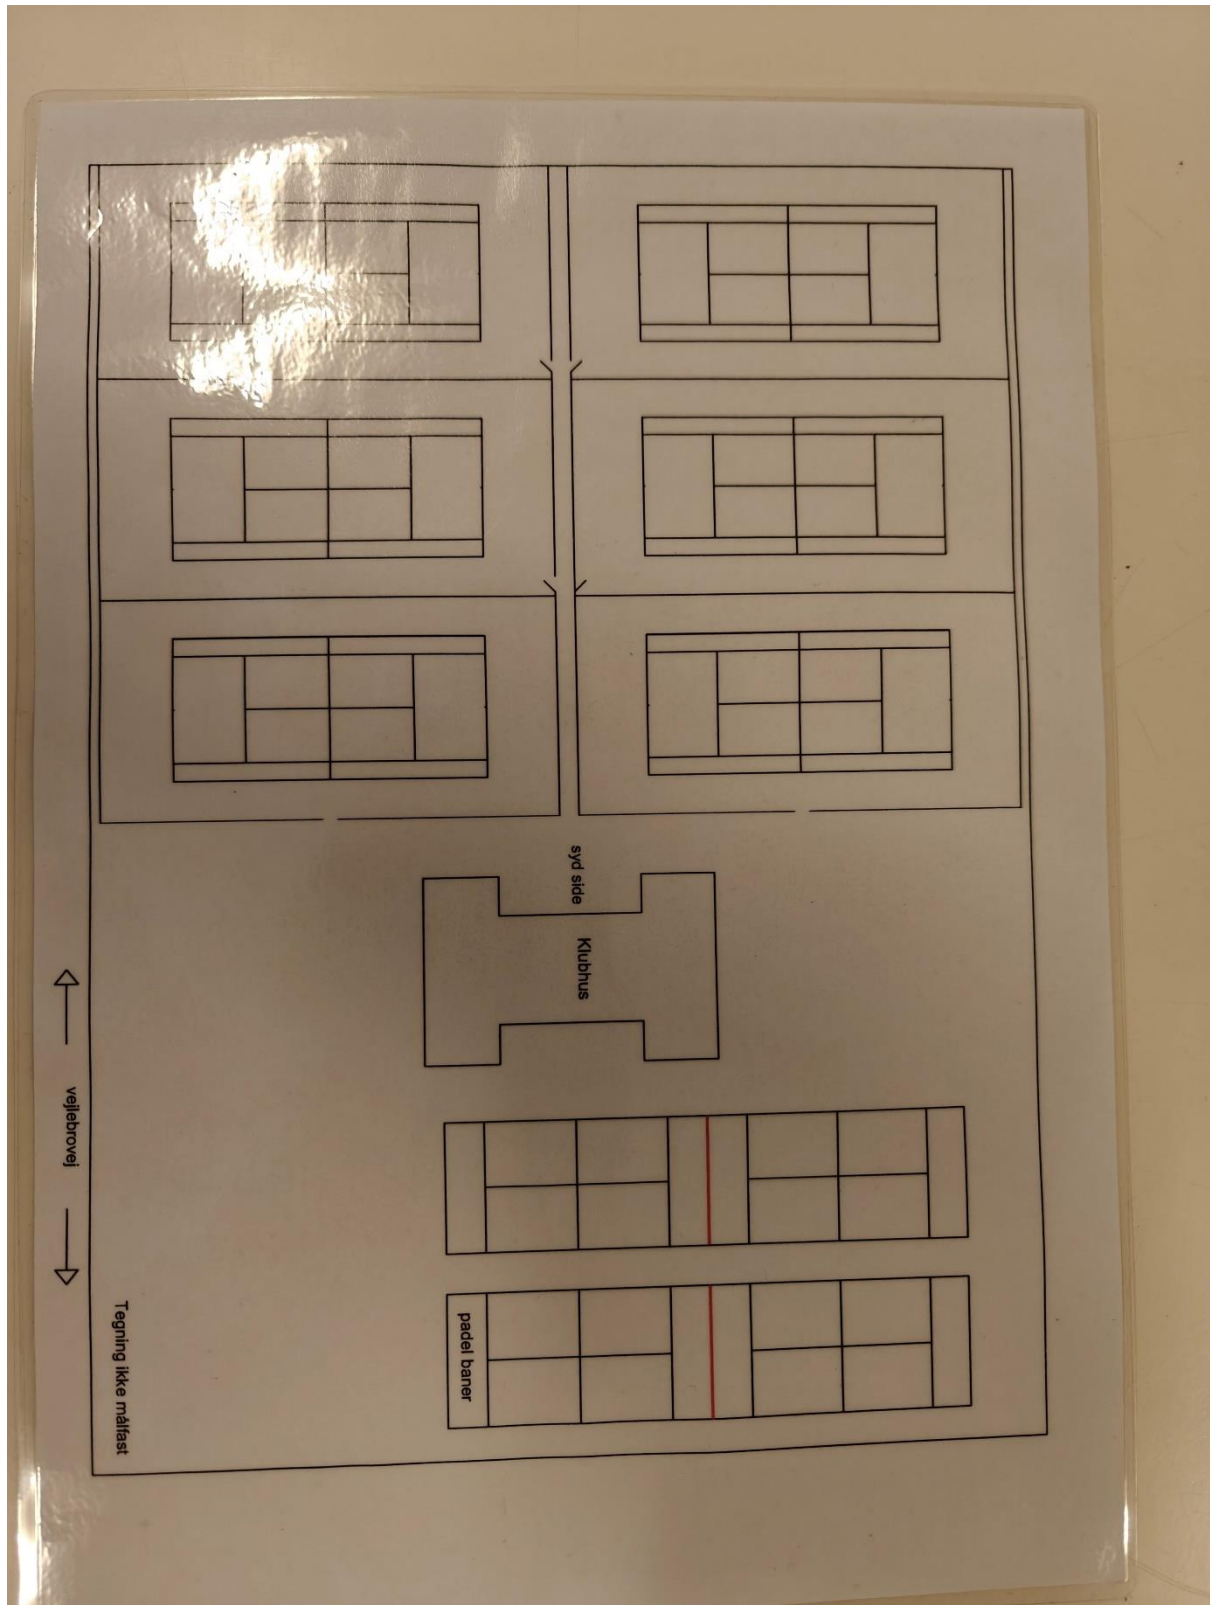 syd side
Klubhus
vejlebrovej
padel baner
Tegning ikke målfast